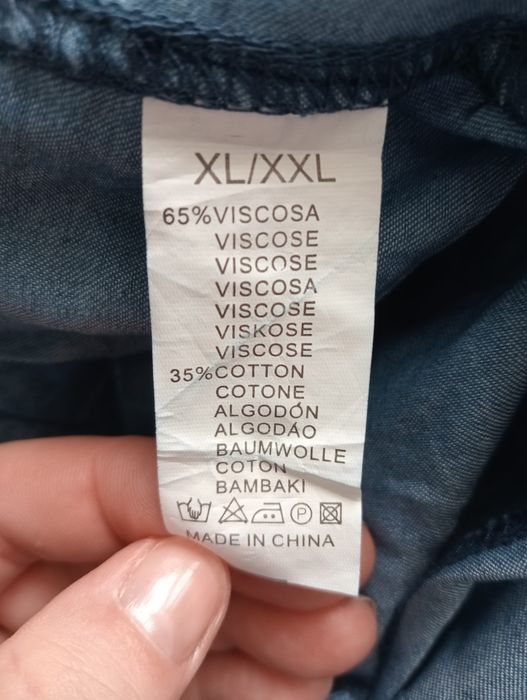 XL/XXL
65%VISCOSA
VISCOSE
VISCOSE
VISCOSA
VISCOSE
VISKOSE
VISCOSE
35%COTTON
COTONE
ALGODÓN
ALGODÃO
BAUMWOLLE
COTON
BAMBAKI
P
MADE IN CHINA